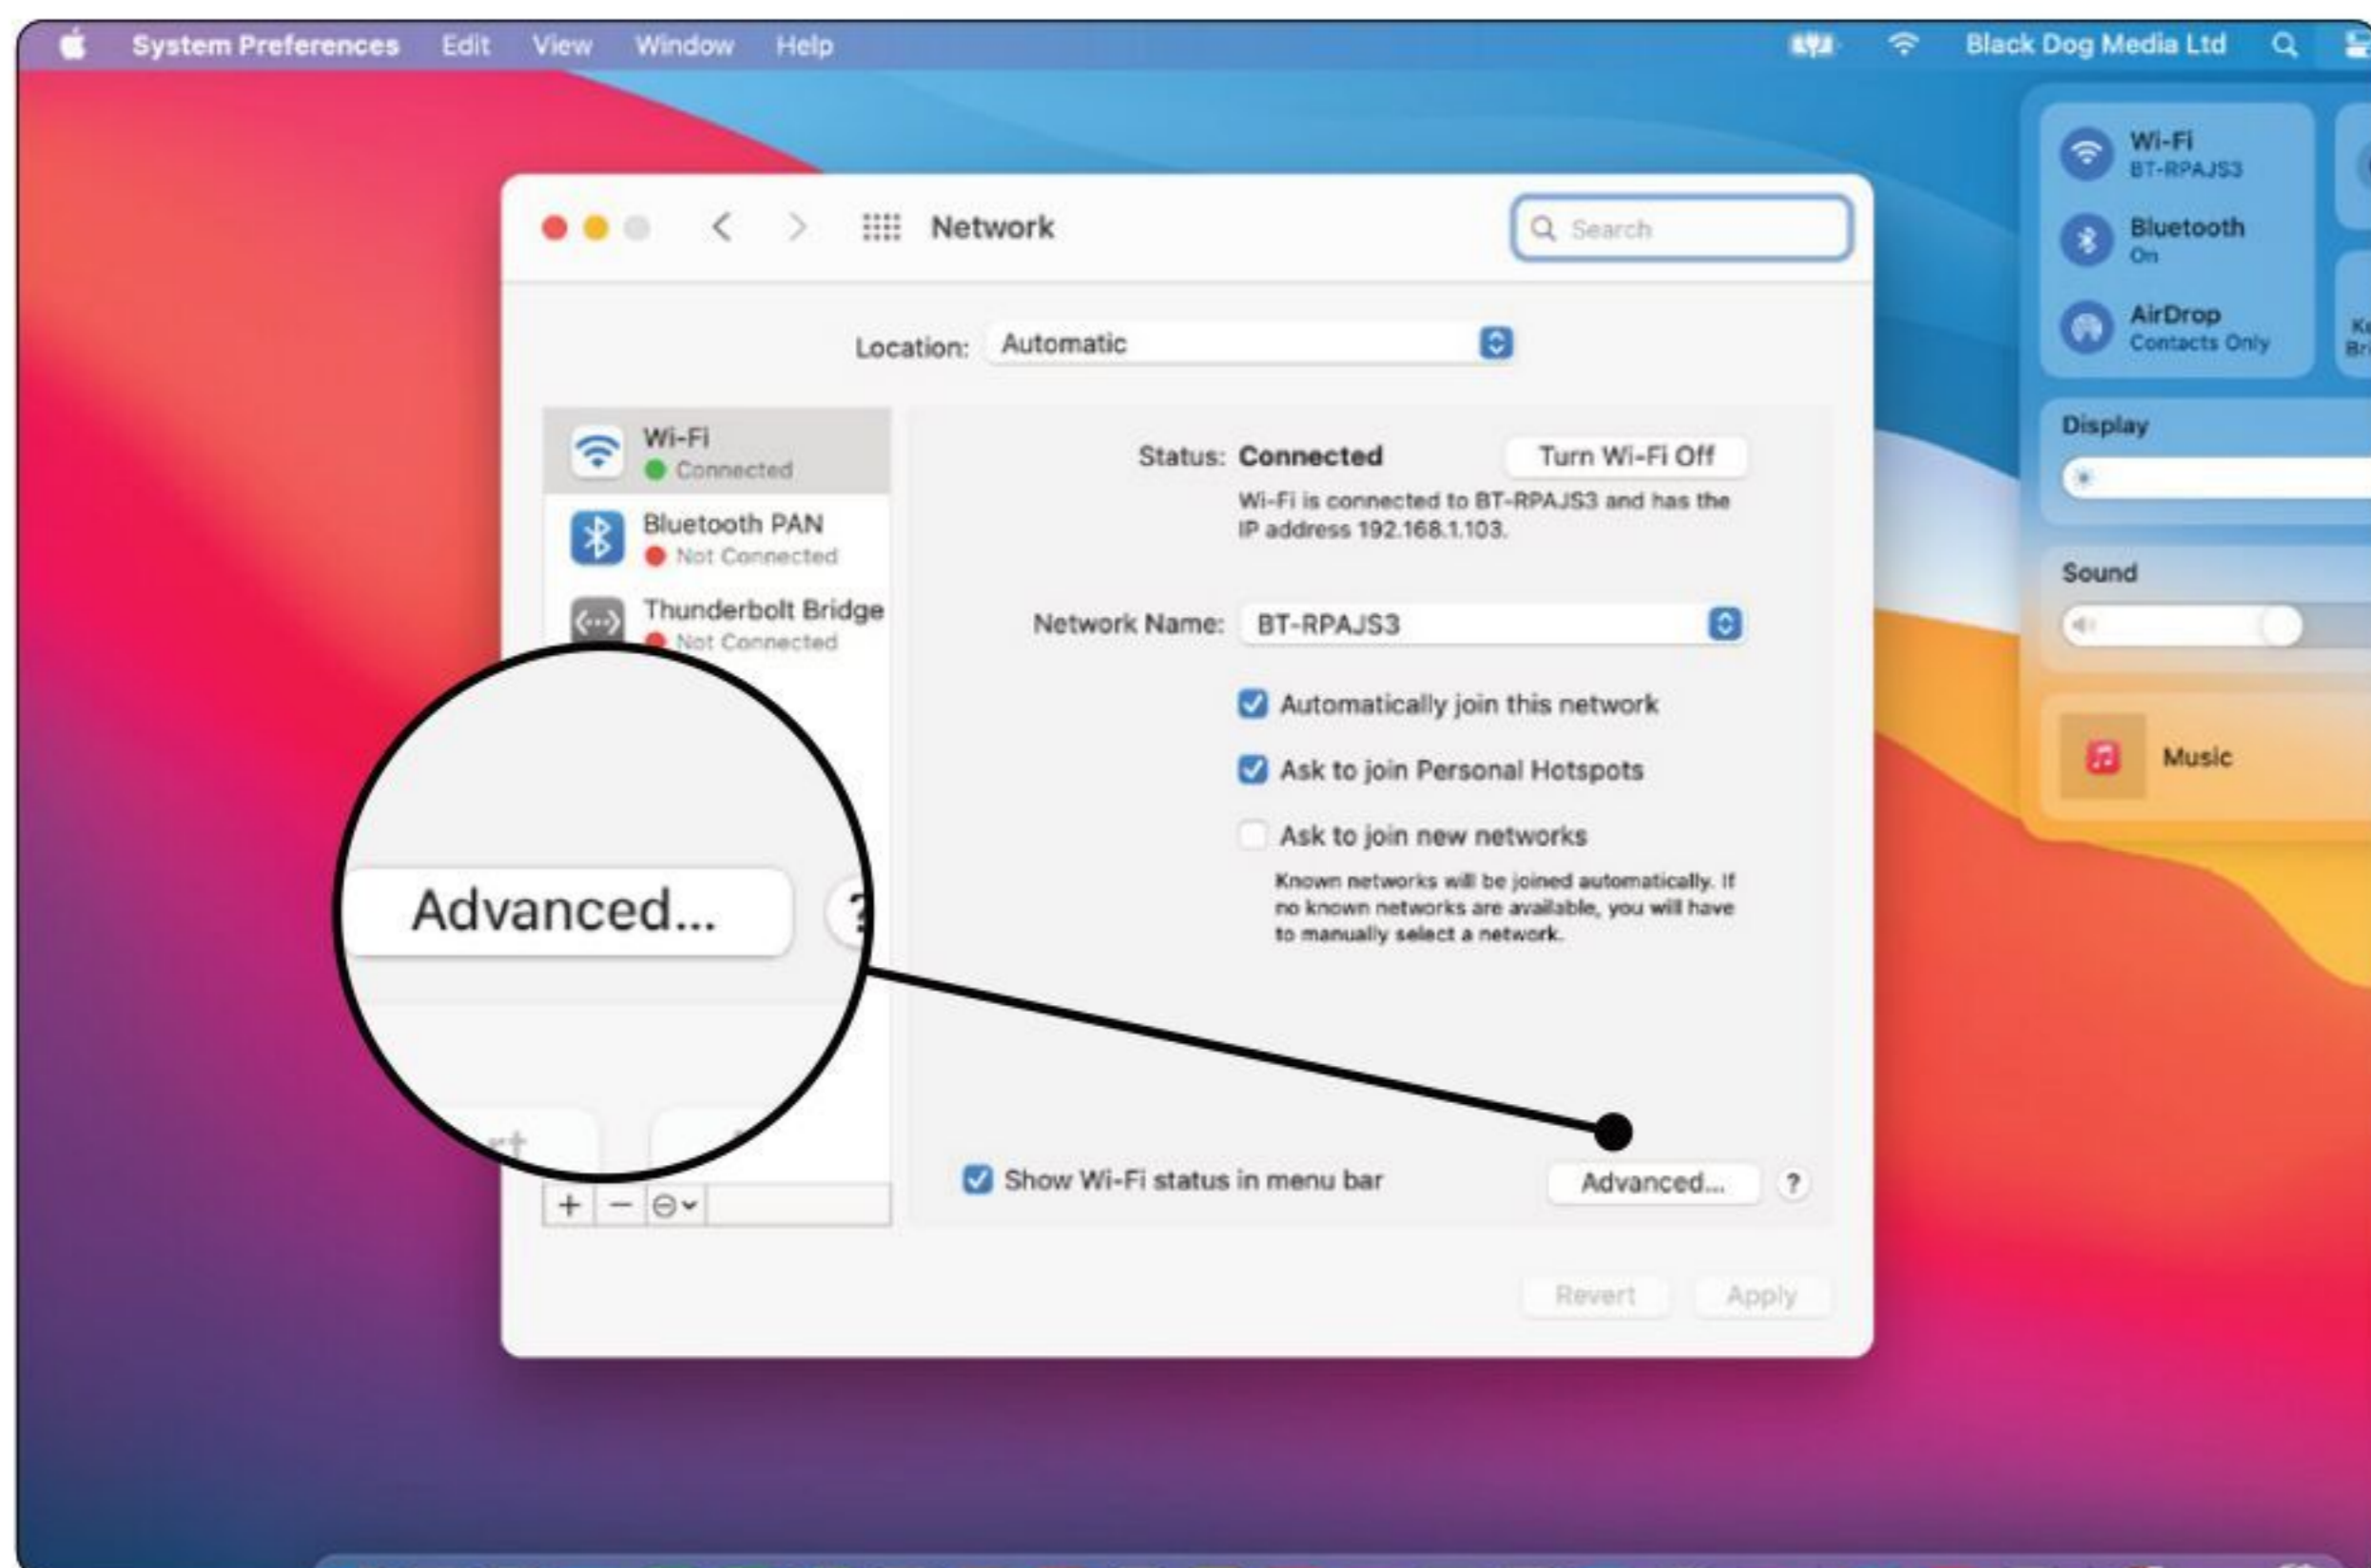 System Preferences Edit View Window Help
Black Dog Media Ltd
Wi-Fi
BT-RPAJS3
Bluetooth
On
AirDrop
Contacts Only
Display
Sound
Music
Network
Search
Location: Automatic
Wi-Fi
Connected
Bluetooth PAN
Not Connected
Thunderbolt Bridge
Not Connected
Status: Connected Turn Wi-Fi Off
Wi-Fi is connected to BT-RPAJS3 and has the
IP address 192.168.1.103.
Network Name: BT-RPAJS3
Automatically join this network
Ask to join Personal Hotspots
Ask to join new networks
Known networks will be joined automatically. If
no known networks are available, you will have
to manually select a network.
Advanced... ?
Show Wi-Fi status in menu bar
Advanced... ?
Revert Apply